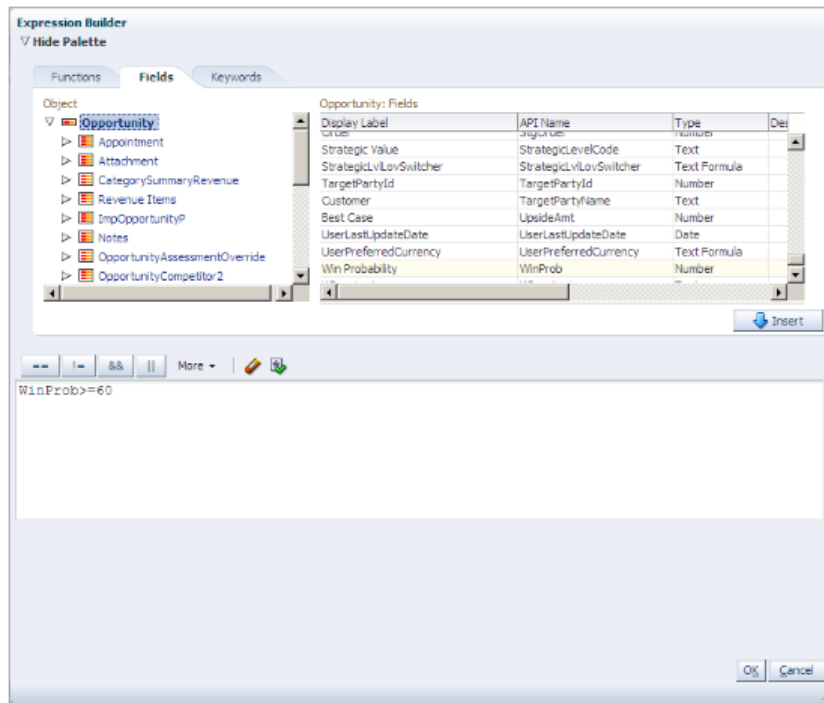 Expression Builder
Hide Palette
Functions Fields Keywords
Object
Opportunity
Appointment
Attachment
CategorySummaryRevenue
Revenue Items
ImpOpportunityP
Notes
OpportunityAssessmentOverride
OpportunityCompetitor2
Opportunity: Fields
Display Label API Name Type Des
Strategic Value StrategicLevelCode Text
StrategicLvlLovSwitcher StrategicLvlLovSwitcher Text Formula
TargetPartyId TargetPartyId Number
Customer TargetPartyName Text
Best Case UpsideAmt Number
UserLastUpdateDate UserLastUpdateDate Date
UserPreferredCurrency UserPreferredCurrency Text Formula
Win Probability WinProb Number
Insert
== != && || More
WinProb>=60
OK Cancel